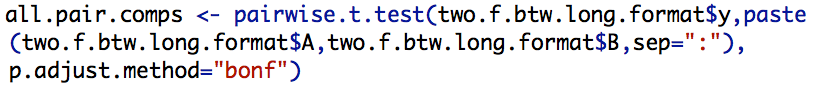 all.pair.comps <- pairwise.t.test(two.f.btw.long.format$y,paste
(two.f.btw.long.format$A,two.f.btw.long.format$B,sep=":"),
p.adjust.method="bonf")